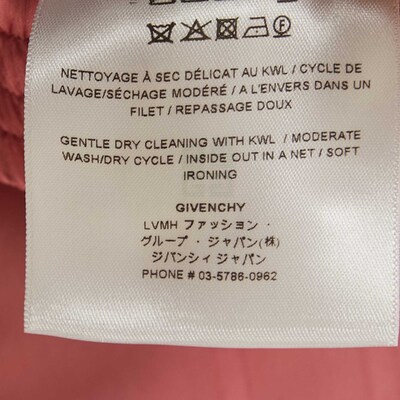 NETTOYAGE À SEC DÉLICAT AU KWL / CYCLE DE
LAVAGE/SÉCHAGE MODÉRÉ / A L'ENVERS DANS UN
FILET / REPASSAGE DOUX
GENTLE DRY CLEANING WITH KWL / MODERATE
WASH/DRY CYCLE / INSIDE OUT IN A NET / SOFT
IRONING
GIVENCHY
LVMH ファッション・
グループ・ジャパン(株)
ジバンシィ ジャパン
PHONE # 03-5786-0962